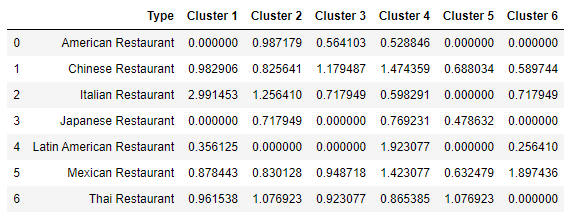 Type Cluster 1 Cluster 2 Cluster 3 Cluster 4 Cluster 5 Cluster 6
0 American Restaurant 0.000000 0.987179 0.564103 0.528846 0.000000 0.000000
1 Chinese Restaurant 0.982906 0.825641 1.179487 1.474359 0.688034 0.589744
2 Italian Restaurant 2.991453 1.256410 0.717949 0.598291 0.000000 0.717949
3 Japanese Restaurant 0.000000 0.717949 0.000000 0.769231 0.478632 0.000000
4 Latin American Restaurant 0.356125 0.000000 0.000000 1.923077 0.000000 0.256410
5 Mexican Restaurant 0.878443 0.830128 0.948718 1.423077 0.632479 1.897436
6 Thai Restaurant 0.961538 1.076923 0.923077 0.865385 1.076923 0.000000